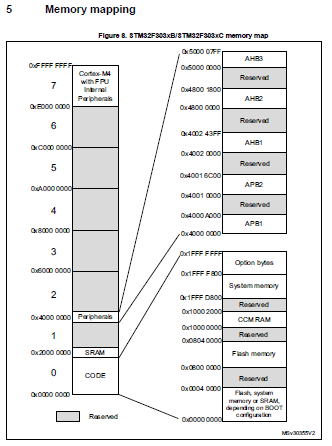 5 Memory mapping
Figure 8. STM32F303xB/STM32F303xC memory map
0xFFFF FFFF
7
Cortex-M4
with FPU
Internal
Peripherals
0xE000 0000
6
0xC000 0000
5
0xA000 0000
4
0x8000 0000
3
0x6000 0000
2
0x4000 0000
Peripherals
1
0x2000 0000
SRAM
0
CODE
0x0000 0000
Reserved
0x5000 07FF
AHB3
0x5000 0000
Reserved
0x4800 1800
AHB2
0x4800 0000
Reserved
0x4002 43FF
AHB1
0x4002 0000
Reserved
0x4001 6C00
APB2
0x4001 0000
Reserved
0x4000 A000
APB1
0x4000 0000
0x1FFF FFFF
Option bytes
0x1FFF F800
System memory
0x1FFF D800
Reserved
0x1000 2000
CCM RAM
0x1000 0000
Reserved
0x0804 0000
Flash memory
0x0800 0000
Reserved
0x0004 0000
Flash, system
memory or SRAM,
depending on BOOT
configuration
0x0000 0000
MSv30355V2